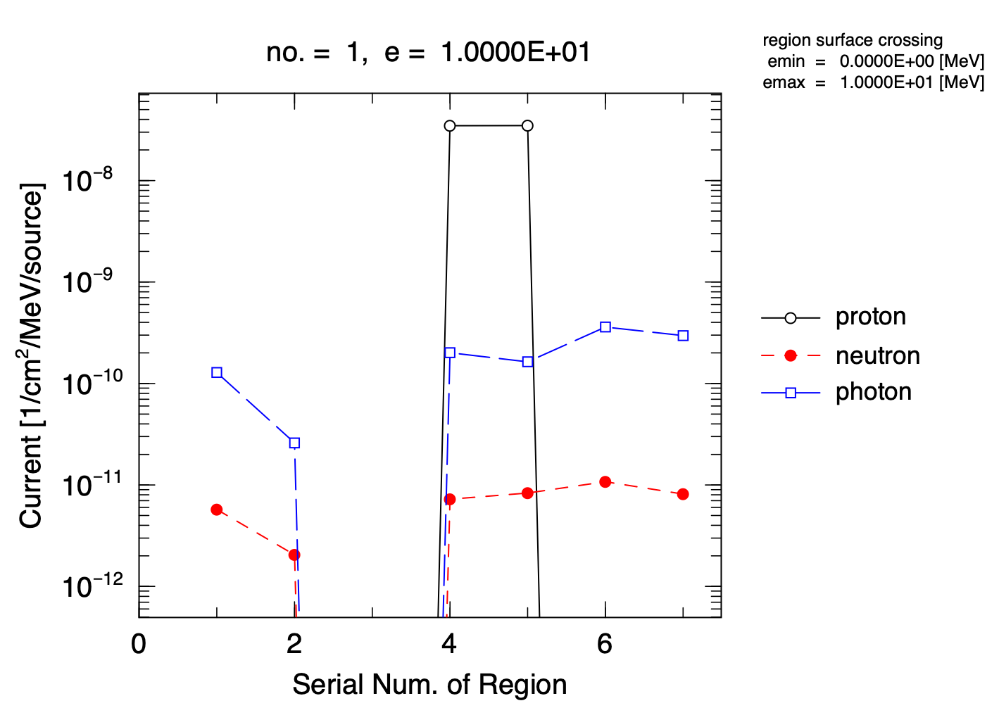 no. = 1, e = 1.0000E+01
region surface crossing
emin = 0.0000E+00 [MeV]
emax = 1.0000E+01 [MeV]
Current [1/cm²/MeV/source]
10⁻⁸
10⁻⁹
10⁻¹⁰
10⁻¹¹
10⁻¹²
proton
neutron
photon
0 2 4 6
Serial Num. of Region